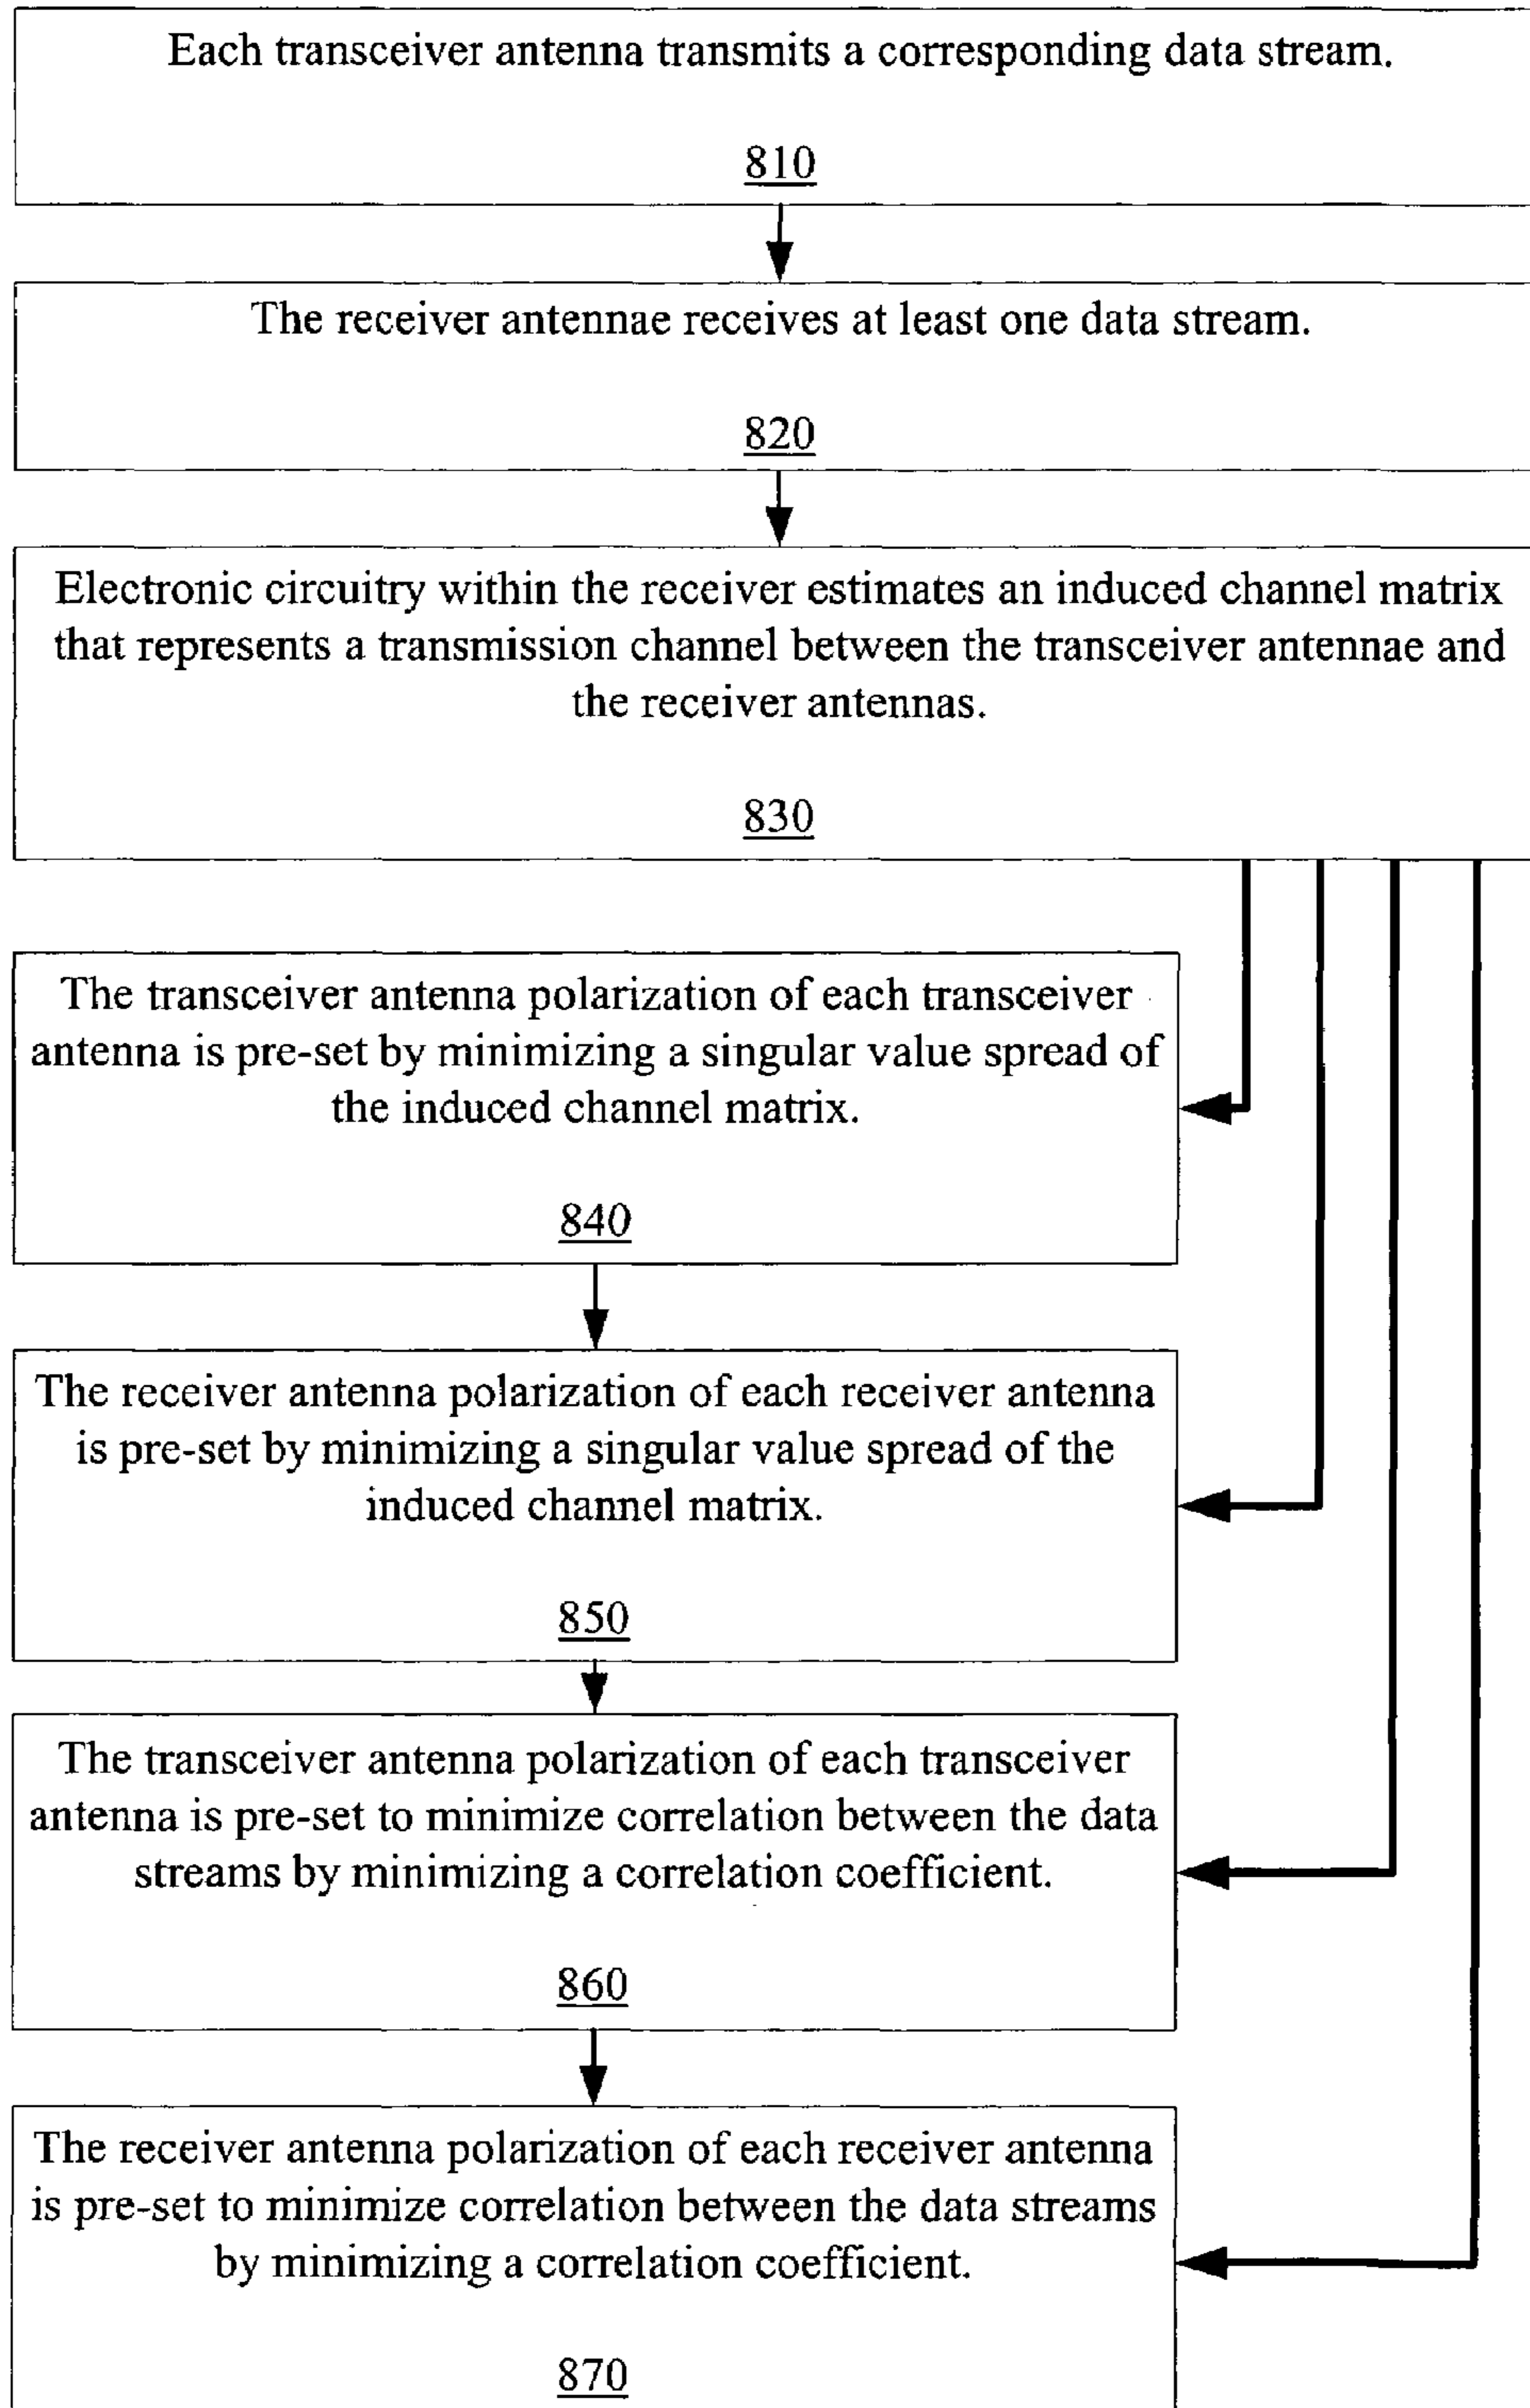 Each transceiver antenna transmits a corresponding data stream.
810
The receiver antennae receives at least one data stream.
820
Electronic circuitry within the receiver estimates an induced channel matrix
that represents a transmission channel between the transceiver antennae and
the receiver antennas.
830
The transceiver antenna polarization of each transceiver
antenna is pre-set by minimizing a singular value spread of
the induced channel matrix.
840
The receiver antenna polarization of each receiver antenna
is pre-set by minimizing a singular value spread of the
induced channel matrix.
850
The transceiver antenna polarization of each transceiver
antenna is pre-set to minimize correlation between the data
streams by minimizing a correlation coefficient.
860
The receiver antenna polarization of each receiver antenna
is pre-set to minimize correlation between the data streams
by minimizing a correlation coefficient.
870